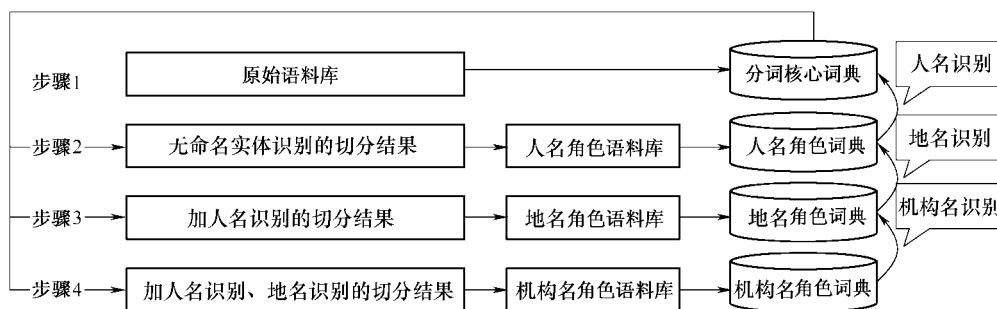 步骤1
原始语料库
分词核心词典
人名识别
步骤2
无命名实体识别的切分结果
人名角色语料库
人名角色词典
地名识别
步骤3
加人名识别的切分结果
地名角色语料库
地名角色词典
机构名识别
步骤4
加人名识别、地名识别的切分结果
机构名角色语料库
机构名角色词典